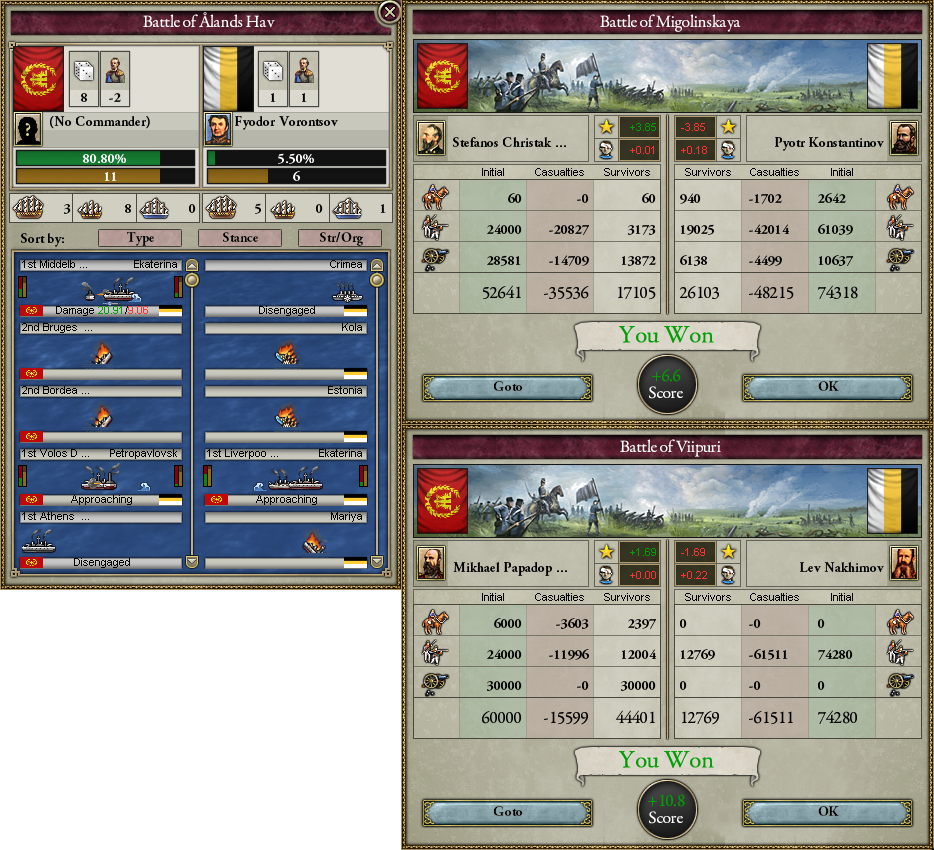 Battle of Ålands Hav
8 -2 1 1
(No Commander) Fyodor Vorontsov
80.80% 5.50%
11 6
3 8 0 5 0 1
Sort by: Type Stance Str/Org
1st Middelb ... Ekaterina Crimea
Damage 20.91/9.06 Disengaged
2nd Bruges ... Kola
2nd Bordea ... Estonia
1st Volos D ... Petropavlovsk 1st Liverpoo ... Ekaterina
Approaching Approaching
1st Athens ... Mariya
Disengaged
Battle of Migolinskaya
Stefanos Christak ... +3.85 -3.85 Pyotr Konstantinov
+0.01 +0.18
Initial Casualties Survivors Survivors Casualties Initial
60 -0 60 940 -1702 2642
24000 -20827 3173 19025 -42014 61039
28581 -14709 13872 6138 -4499 10637
52641 -35536 17105 26103 -48215 74318
You Won
Goto +6.6 OK
Score
Battle of Viipuri
Mikhael Papadop ... +1.69 -1.69 Lev Nakhimov
+0.00 +0.22
Initial Casualties Survivors Survivors Casualties Initial
6000 -3603 2397 0 -0 0
24000 -11996 12004 12769 -61511 74280
30000 -0 30000 0 -0 0
60000 -15599 44401 12769 -61511 74280
You Won
Goto +10.8 OK
Score